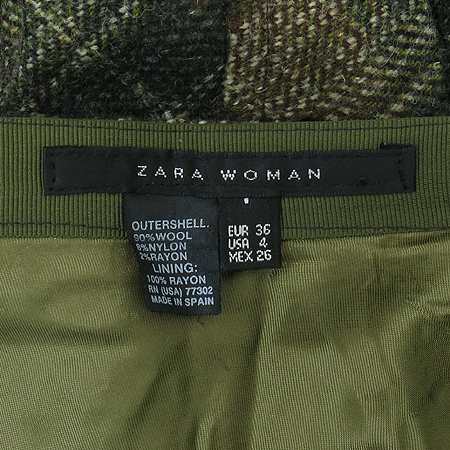 ZARA WOMAN
OUTERSHELL.
90%WOOL
8%NYLON
2%RAYON
LINING:
100% RAYON
RN (USA) 77302
MADE IN SPAIN
EUR 36
USA 4
MEX 26